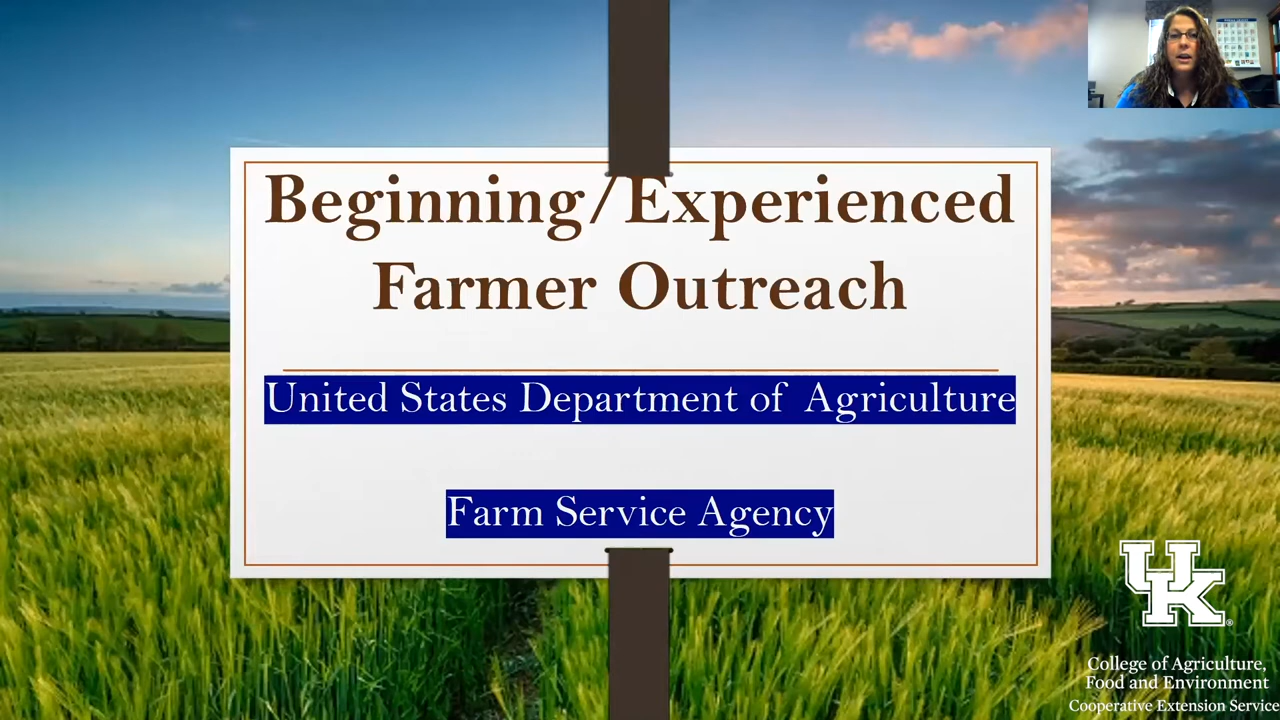 Beginning/Experienced
Farmer Outreach
United States Department of Agriculture
Farm Service Agency
UK
College of Agriculture,
Food and Environment
Cooperative Extension Service